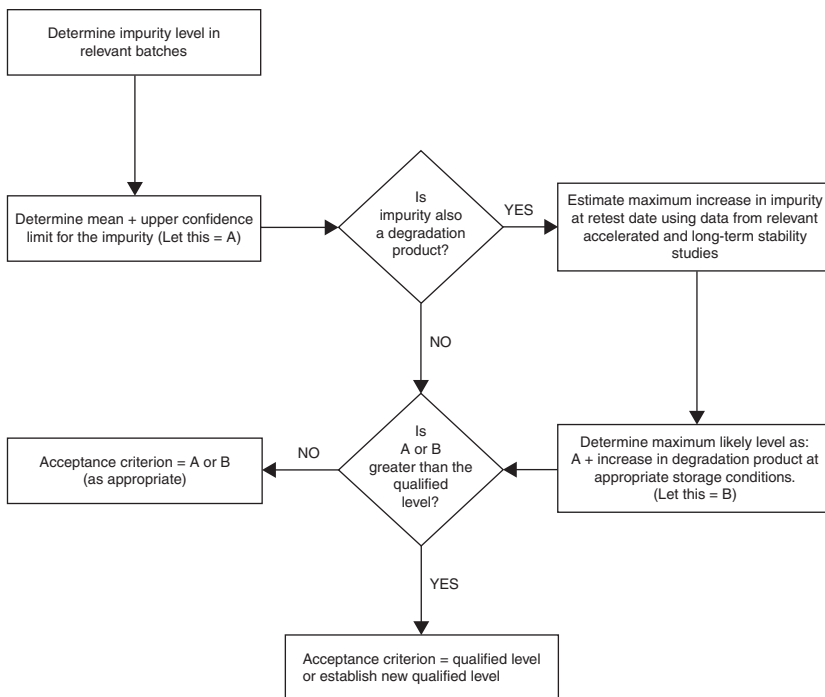 Determine impurity level in
relevant batches
Determine mean + upper confidence
limit for the impurity (Let this = A)
Is
impurity also
a degradation
product?
YES
Estimate maximum increase in impurity
at retest date using data from relevant
accelerated and long-term stability
studies
NO
Determine maximum likely level as:
A + increase in degradation product at
appropriate storage conditions.
(Let this = B)
Is
A or B
greater than the
qualified
level?
NO
Acceptance criterion = A or B
(as appropriate)
YES
Acceptance criterion = qualified level
or establish new qualified level